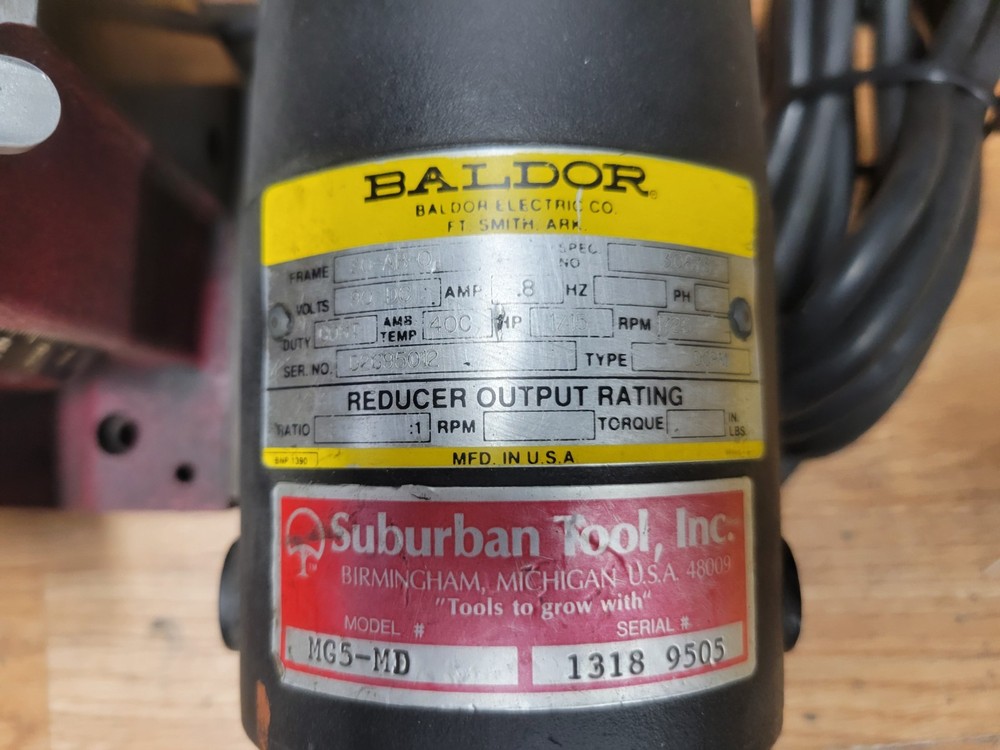 BALDOR®
BALDOR ELECTRIC CO.
FT. SMITH. ARK.
FRAME SPEC. NO
VOLTS AMP .8 HZ PH
DUTY AMB TEMP 40C HP RPM
SER. NO. TYPE
REDUCER OUTPUT RATING
RATIO :1 RPM TORQUE IN. LBS.
MFD. IN U.S.A
Suburban Tool, Inc.
BIRMINGHAM, MICHIGAN U.S.A. 48009
"Tools to grow with"
MODEL # SERIAL #
MG5-MD 1318 9505